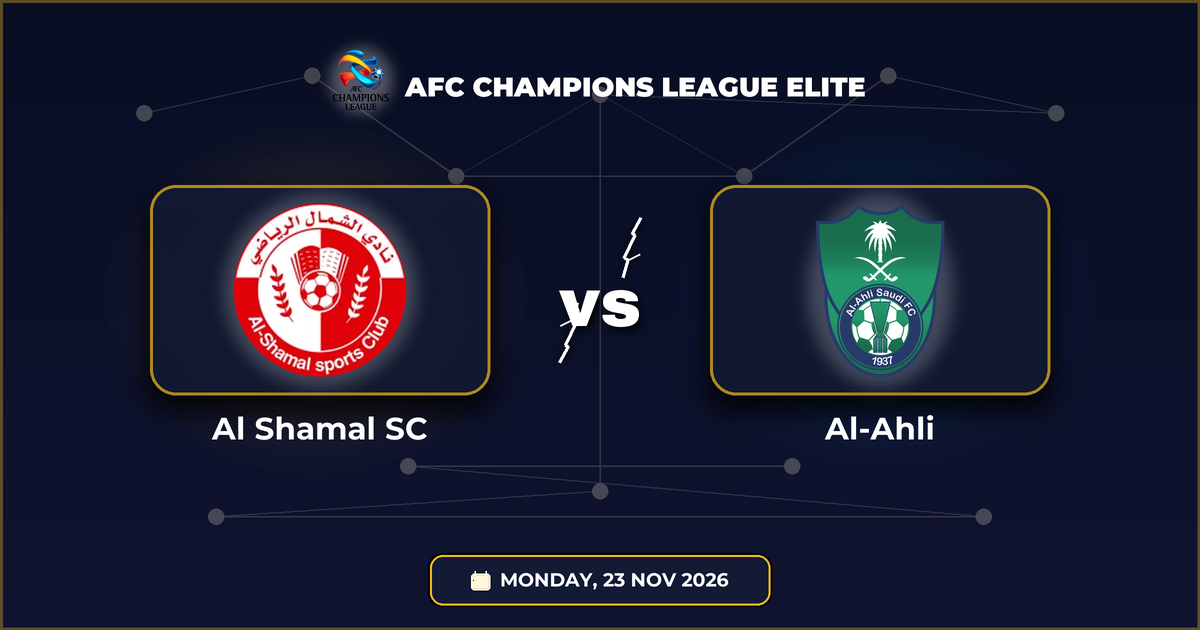 AFC
CHAMPIONS
LEAGUE
AFC CHAMPIONS LEAGUE ELITE
نادي الشمال الرياضي
Al-Shamal sports Club
vs
Al-Ahli Saudi FC
1937
Al Shamal SC
Al-Ahli
MONDAY, 23 NOV 2026